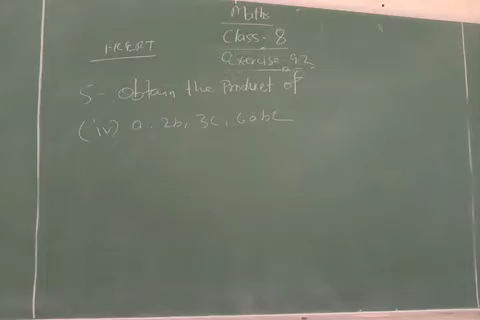 Maths
Class- 8
Exercise-9.2
NCERT
5- Obtain the Product of
(iv) a, 2b, 3c, 6abc